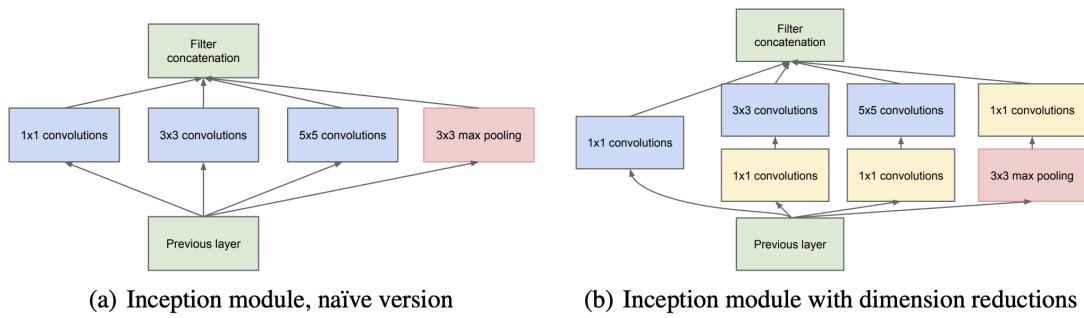 Filter
concatenation
1x1 convolutions
3x3 convolutions
5x5 convolutions
3x3 max pooling
Previous layer
(a) Inception module, naïve version
Filter
concatenation
3x3 convolutions
5x5 convolutions
1x1 convolutions
1x1 convolutions
1x1 convolutions
1x1 convolutions
3x3 max pooling
Previous layer
(b) Inception module with dimension reductions